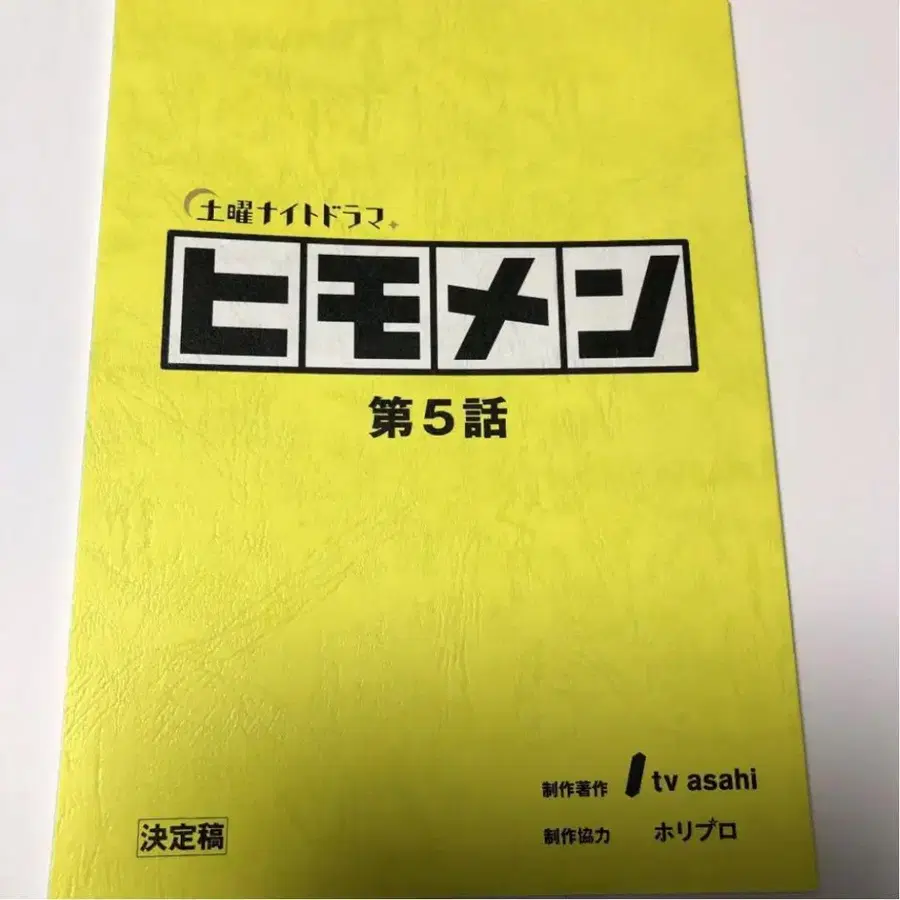 土曜ナイトドラマ
ヒモメン
第5話
制作著作 tv asahi
制作協力 ホリプロ
決定稿